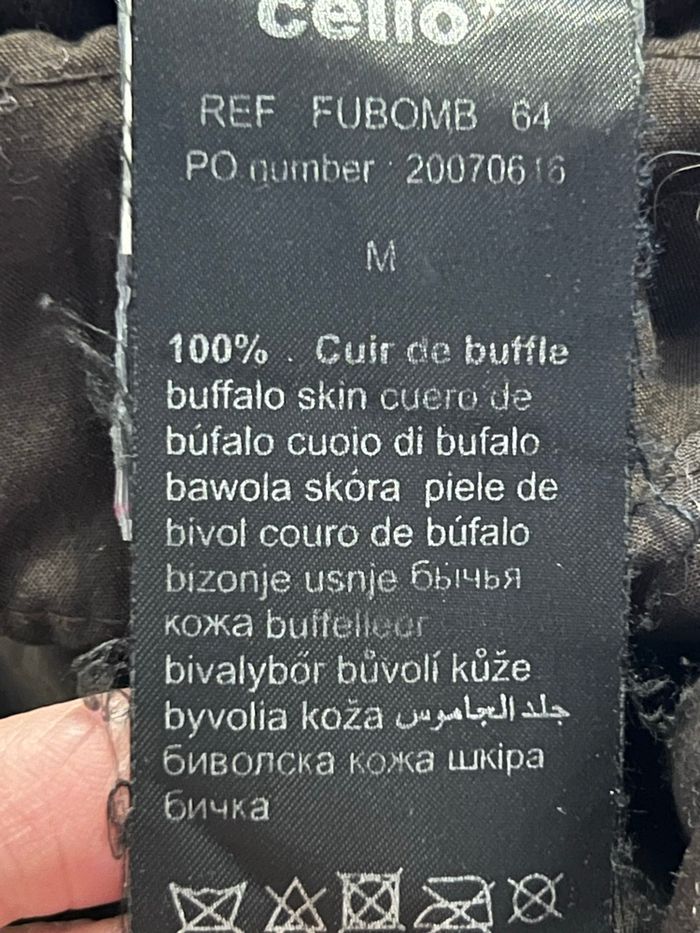 celio*
REF FUBOMB 64
PO number : 20070616
M
100% . Cuir de buffle
buffalo skin cuero de
búfalo cuoio di bufalo
bawola skóra piele de
bivol couro de búfalo
bizonje usnje бычья
кожа buffelleer
bivalybőr bůvolí kůže
byvolia koža جلد الجاموس
биволска кожа шкіра
бичка